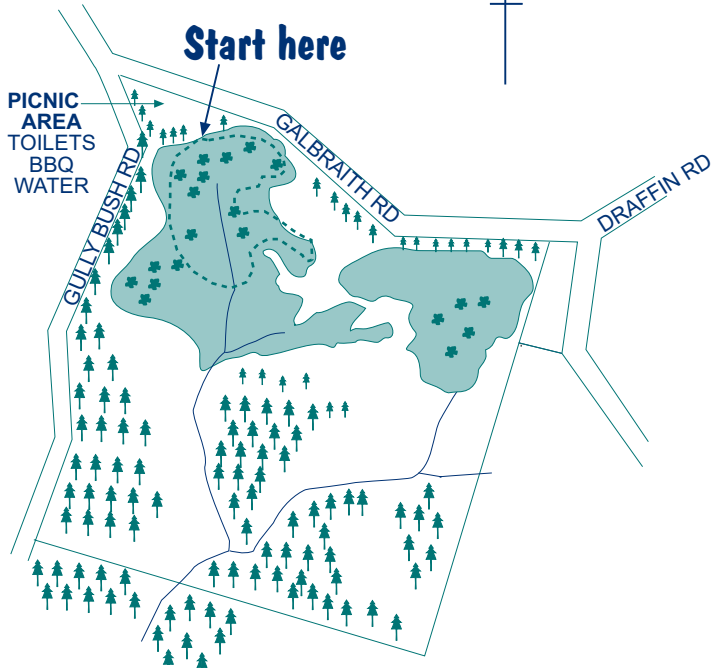 Start here
PICNIC
AREA
TOILETS
BBQ
WATER
GULLY BUSH RD
GALBRAITH RD
DRAFFIN RD